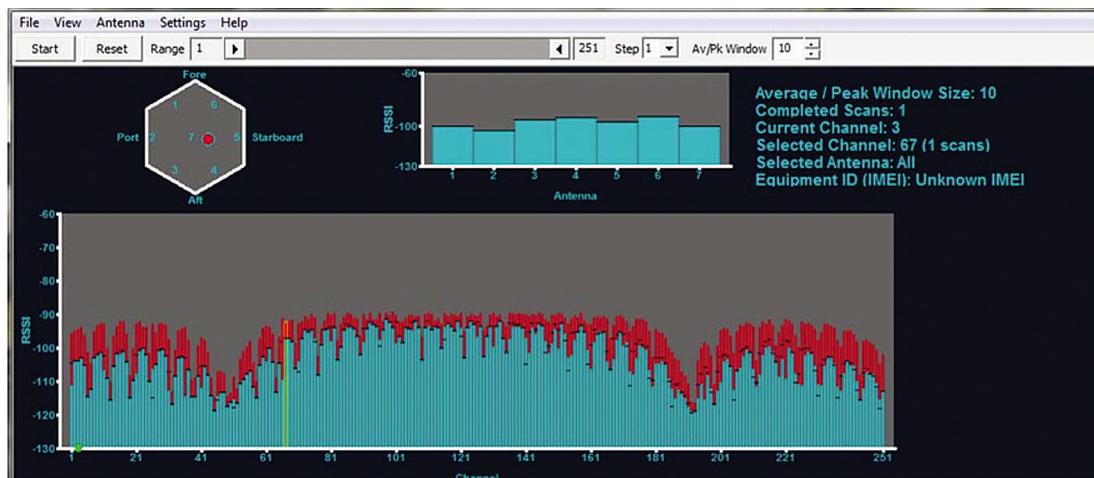 File View Antenna Settings Help
Start Reset Range 1 251 Step 1 Av/Pk Window 10
Fore
1 6
Port 2 7 5 Starboard
3 4
Aft
-60
-100
-130
RSSI
1 2 3 4 5 6 7
Antenna
Average / Peak Window Size: 10
Completed Scans: 1
Current Channel: 3
Selected Channel: 67 (1 scans)
Selected Antenna: All
Equipment ID (IMEI): Unknown IMEI
-60
-70
-80
-90
-100
-110
-120
-130
RSSI
1 21 41 61 81 101 121 141 161 181 201 221 251
Channel